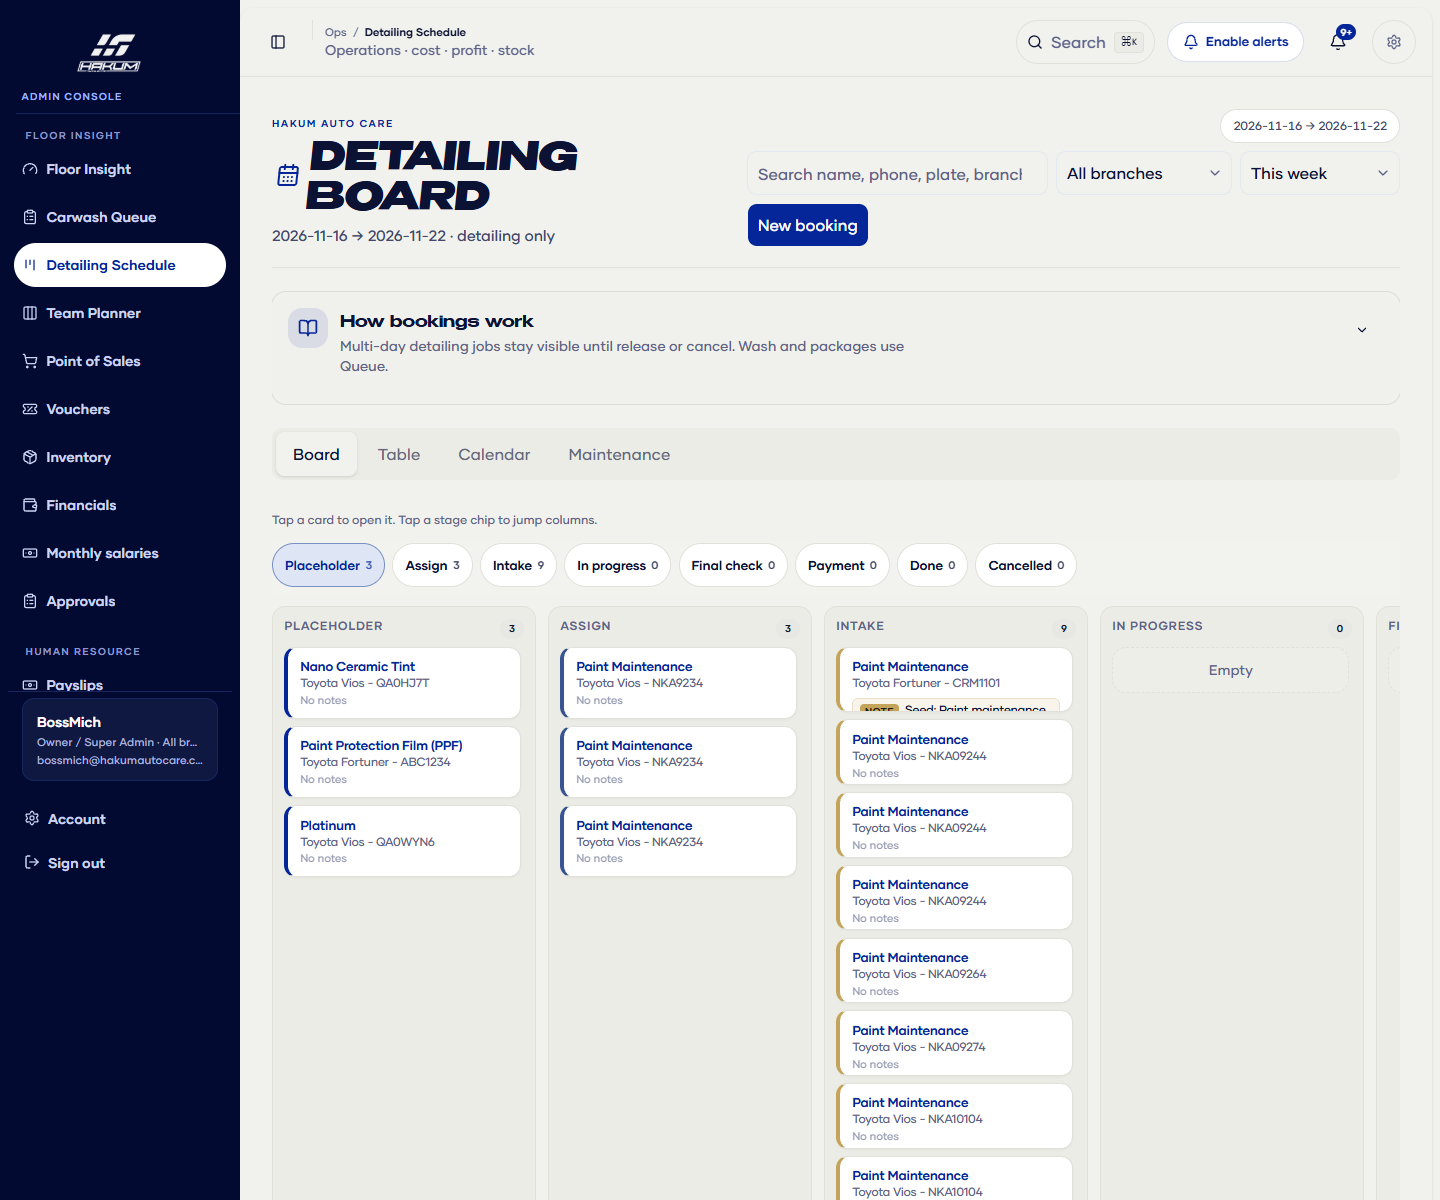 HAKUM
ADMIN CONSOLE
FLOOR INSIGHT
Floor Insight
Carwash Queue
Detailing Schedule
Team Planner
Point of Sales
Vouchers
Inventory
Financials
Monthly salaries
Approvals
HUMAN RESOURCE
Payslips
BossMich
Owner / Super Admin · All br...
bossmich@hakumautocare.c...
Account
Sign out
Ops / Detailing Schedule
Operations · cost · profit · stock
Search ⌘K
Enable alerts
9+
HAKUM AUTO CARE
DETAILING
BOARD
2026-11-16 → 2026-11-22 · detailing only
2026-11-16 → 2026-11-22
Search name, phone, plate, branch
All branches
This week
New booking
How bookings work
Multi-day detailing jobs stay visible until release or cancel. Wash and packages use
Queue.
Board
Table
Calendar
Maintenance
Tap a card to open it. Tap a stage chip to jump columns.
Placeholder 3
Assign 3
Intake 9
In progress 0
Final check 0
Payment 0
Done 0
Cancelled 0
PLACEHOLDER 3
Nano Ceramic Tint
Toyota Vios - QA0HJ7T
No notes
Paint Protection Film (PPF)
Toyota Fortuner - ABC1234
No notes
Platinum
Toyota Vios - QA0WYN6
No notes
ASSIGN 3
Paint Maintenance
Toyota Vios - NKA9234
No notes
Paint Maintenance
Toyota Vios - NKA9234
No notes
Paint Maintenance
Toyota Vios - NKA9234
No notes
INTAKE 9
Paint Maintenance
Toyota Fortuner - CRM1101
NOTE Seed: Paint maintenance
Paint Maintenance
Toyota Vios - NKA09244
No notes
Paint Maintenance
Toyota Vios - NKA09244
No notes
Paint Maintenance
Toyota Vios - NKA09244
No notes
Paint Maintenance
Toyota Vios - NKA09264
No notes
Paint Maintenance
Toyota Vios - NKA09274
No notes
Paint Maintenance
Toyota Vios - NKA10104
No notes
Paint Maintenance
Toyota Vios - NKA10104
IN PROGRESS 0
Empty
FI